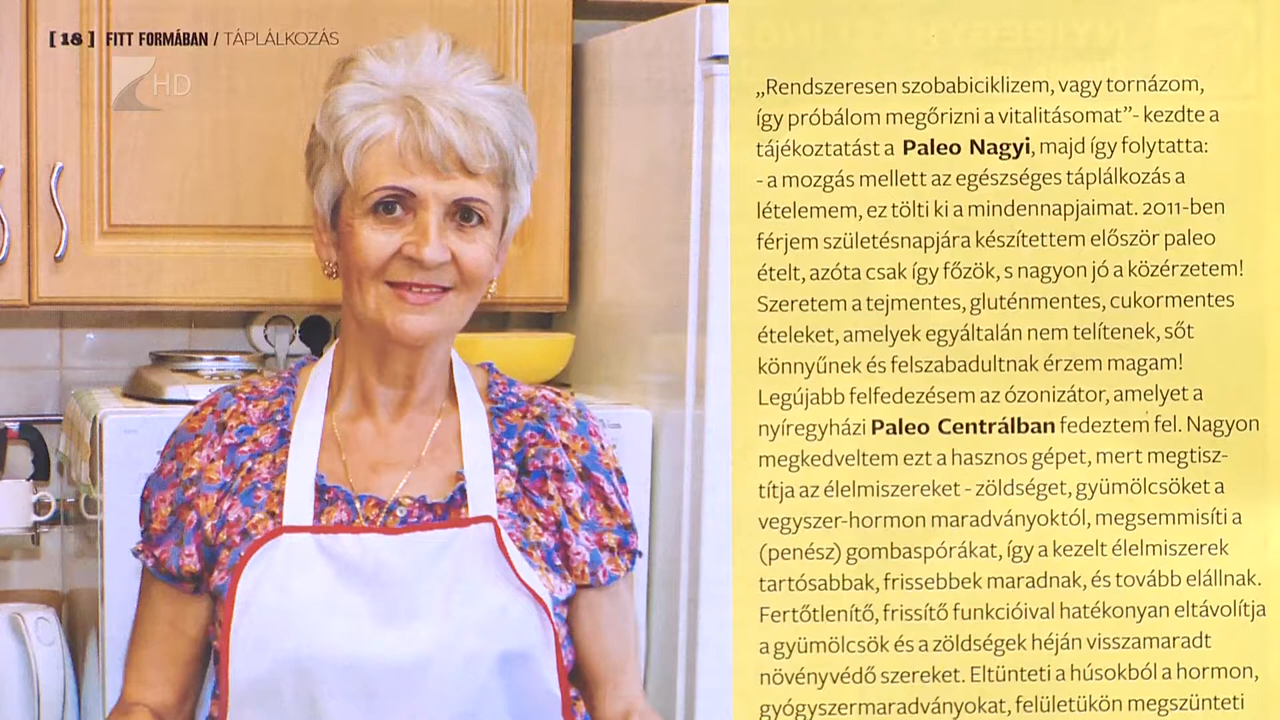 [18] FITT FORMÁBAN / TÁPLÁLKOZÁS
HD
„Rendszeresen szobabiciklizem, vagy tornázom,
így próbálom megőrizni a vitalitásomat”- kezdte a
tájékoztatást a Paleo Nagyi, majd így folytatta:
- a mozgás mellett az egészséges táplálkozás a
lételemem, ez tölti ki a mindennapjaimat. 2011-ben
férjem születésnapjára készítettem először paleo
ételt, azóta csak így főzök, s nagyon jó a közérzetem!
Szeretem a tejmentes, gluténmentes, cukormentes
ételeket, amelyek egyáltalán nem telítenek, sőt
könnyűnek és felszabadultnak érzem magam!
Legújabb felfedezésem az ózonizátor, amelyet a
nyíregyházi Paleo Centrálban fedeztem fel. Nagyon
megkedveltem ezt a hasznos gépet, mert megtisz-
títja az élelmiszereket - zöldséget, gyümölcsöket a
vegyszer-hormon maradványoktól, megsemmisíti a
(penész) gombaspórákat, így a kezelt élelmiszerek
tartósabbak, frissebbek maradnak, és tovább elállnak.
Fertőtlenítő, frissítő funkcióival hatékonyan eltávolítja
a gyümölcsök és a zöldségek héján visszamaradt
növényvédő szereket. Eltünteti a húsokból a hormon,
gyógyszermaradványokat, felületükön megszünteti